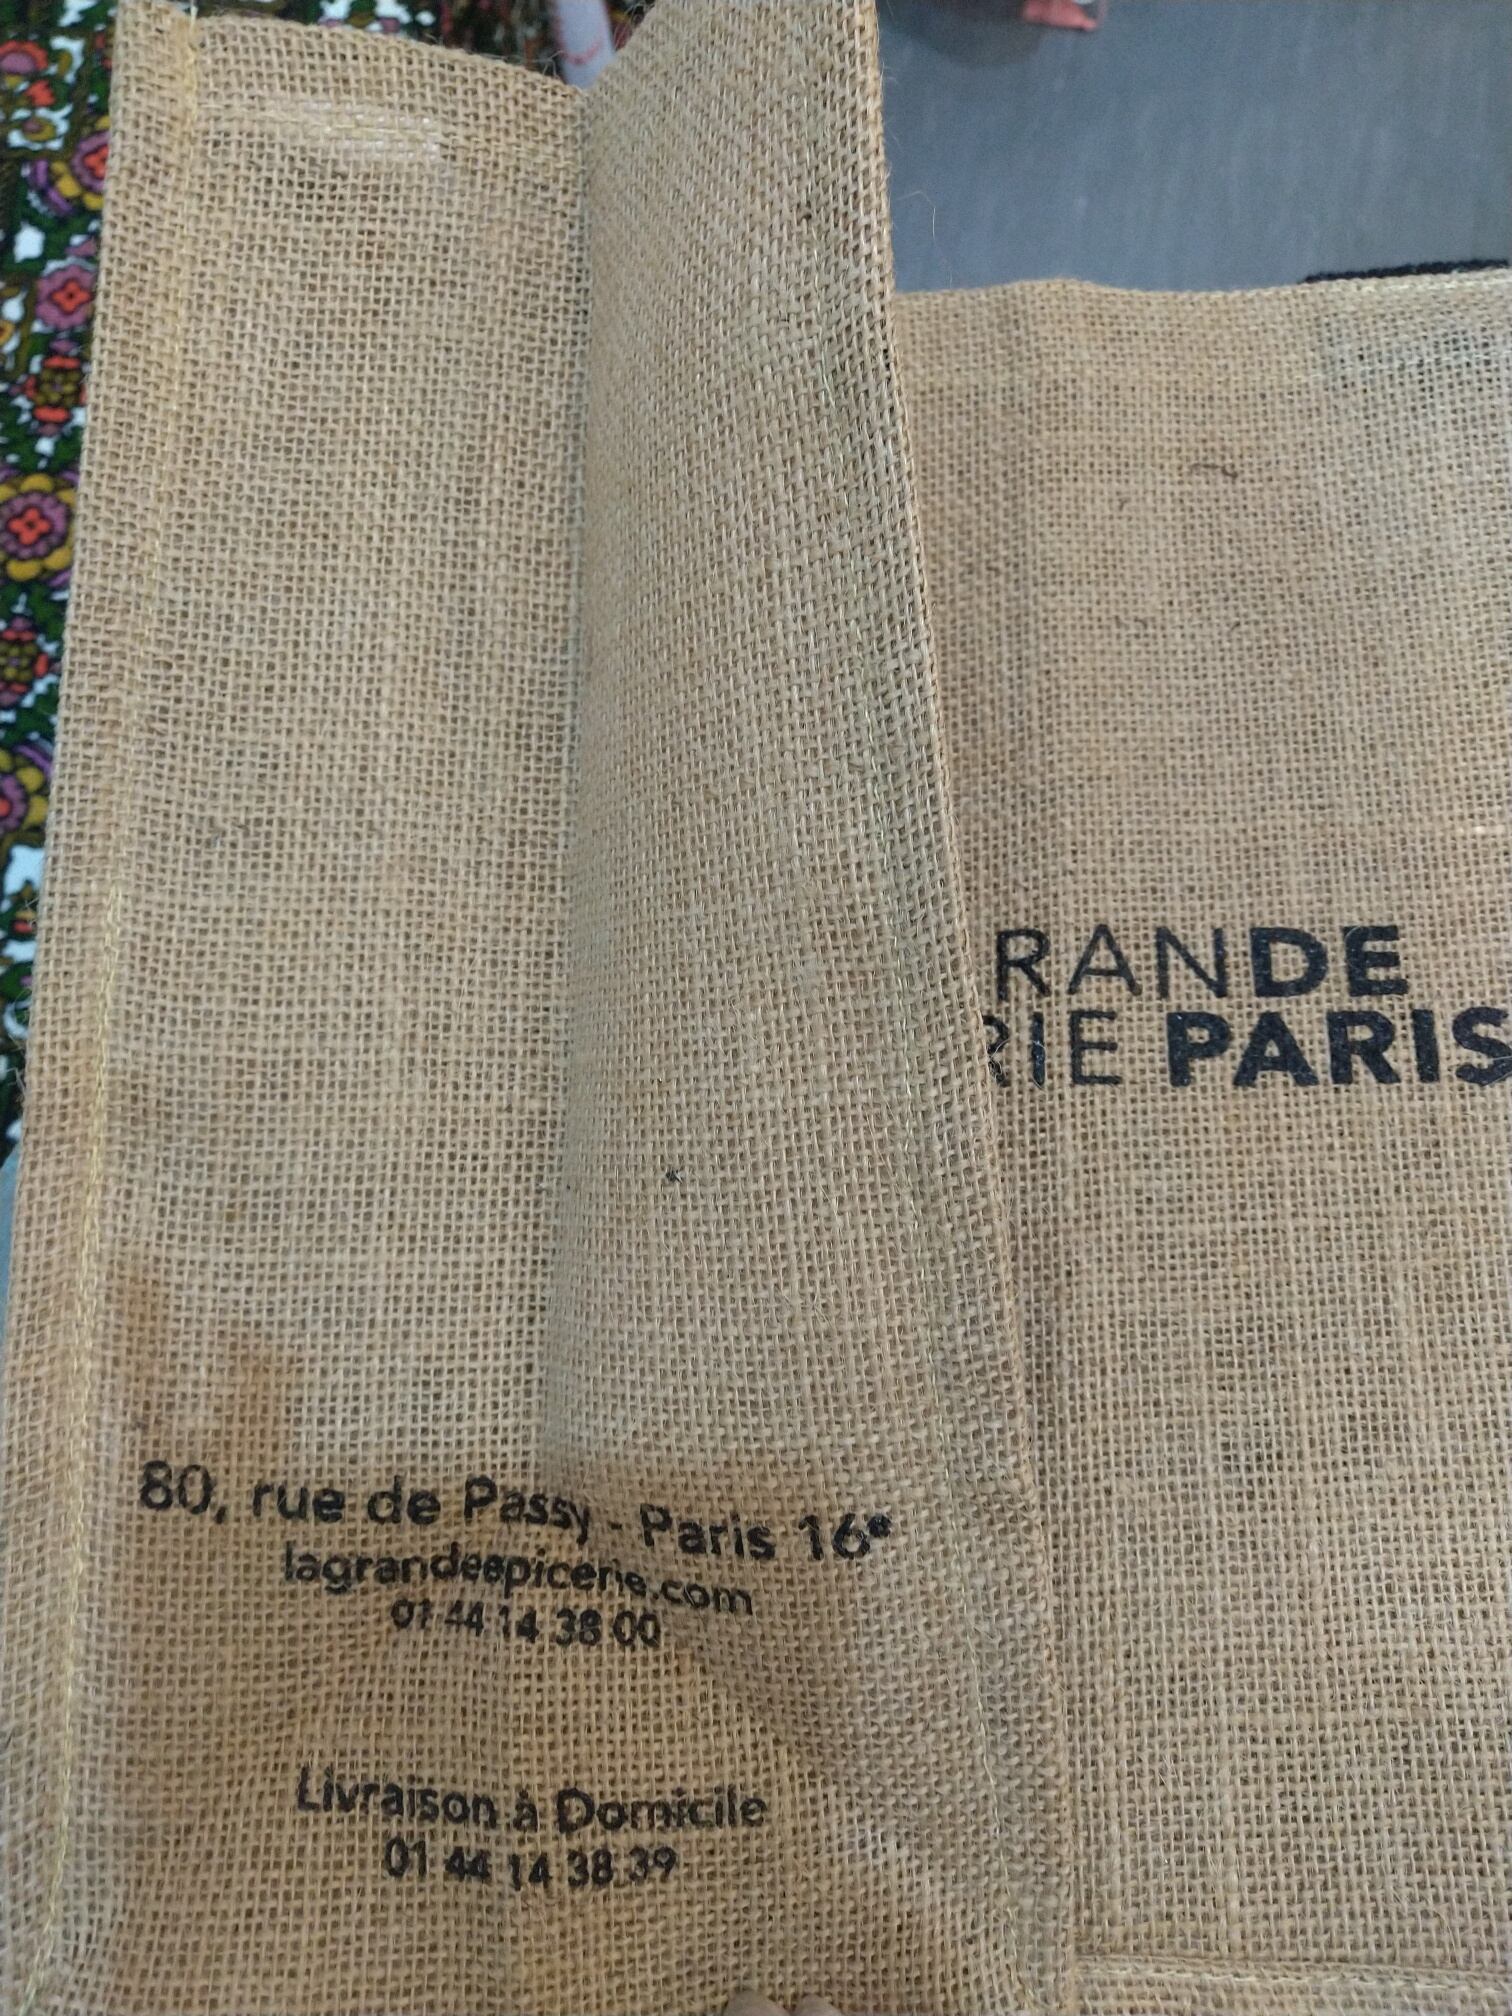 RANDE
RIE PARIS
80, rue de Passy - Paris 16e
lagrandeepicerie.com
01 44 14 38 00
Livraison à Domicile
01 44 14 38 39